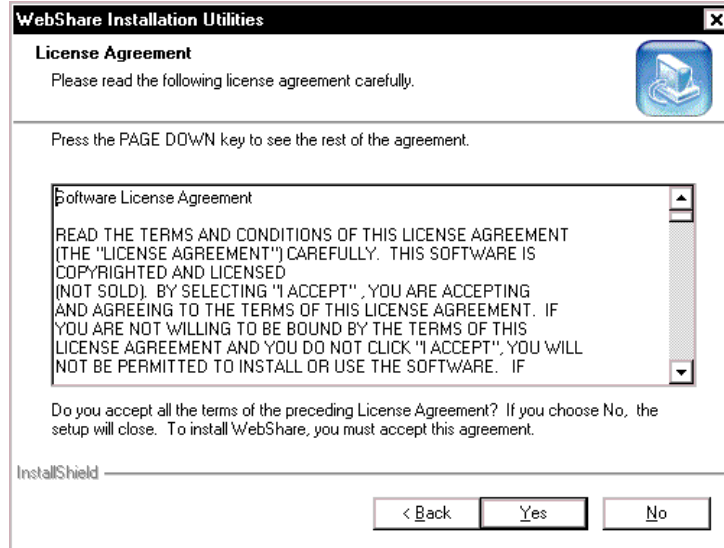 WebShare Installation Utilities
License Agreement
Please read the following license agreement carefully.
Press the PAGE DOWN key to see the rest of the agreement.
Software License Agreement
READ THE TERMS AND CONDITIONS OF THIS LICENSE AGREEMENT
(THE "LICENSE AGREEMENT") CAREFULLY.  THIS SOFTWARE IS
COPYRIGHTED AND LICENSED
(NOT SOLD).  BY SELECTING "I ACCEPT" , YOU ARE ACCEPTING
AND AGREEING TO THE TERMS OF THIS LICENSE AGREEMENT.  IF
YOU ARE NOT WILLING TO BE BOUND BY THE TERMS OF THIS
LICENSE AGREEMENT AND YOU DO NOT CLICK "I ACCEPT", YOU WILL
NOT BE PERMITTED TO INSTALL OR USE THE SOFTWARE.  IF
Do you accept all the terms of the preceding License Agreement?  If you choose No,  the
setup will close.  To install WebShare, you must accept this agreement.
InstallShield
< Back
Yes
No